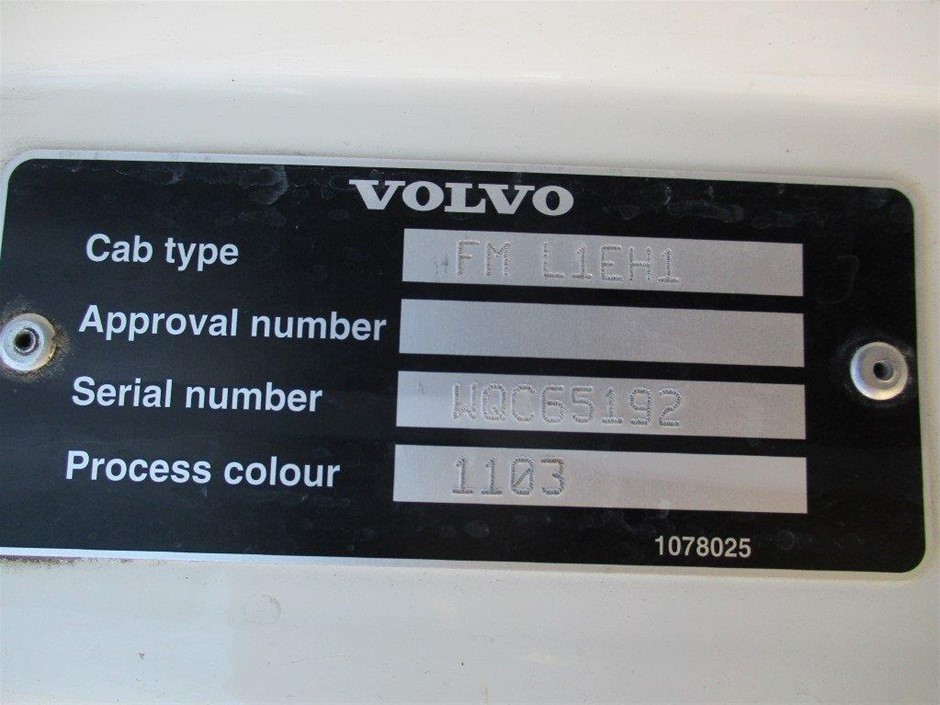 VOLVO
Cab type FM L1EH1
Approval number
Serial number WQC65192
Process colour 1103
1078025